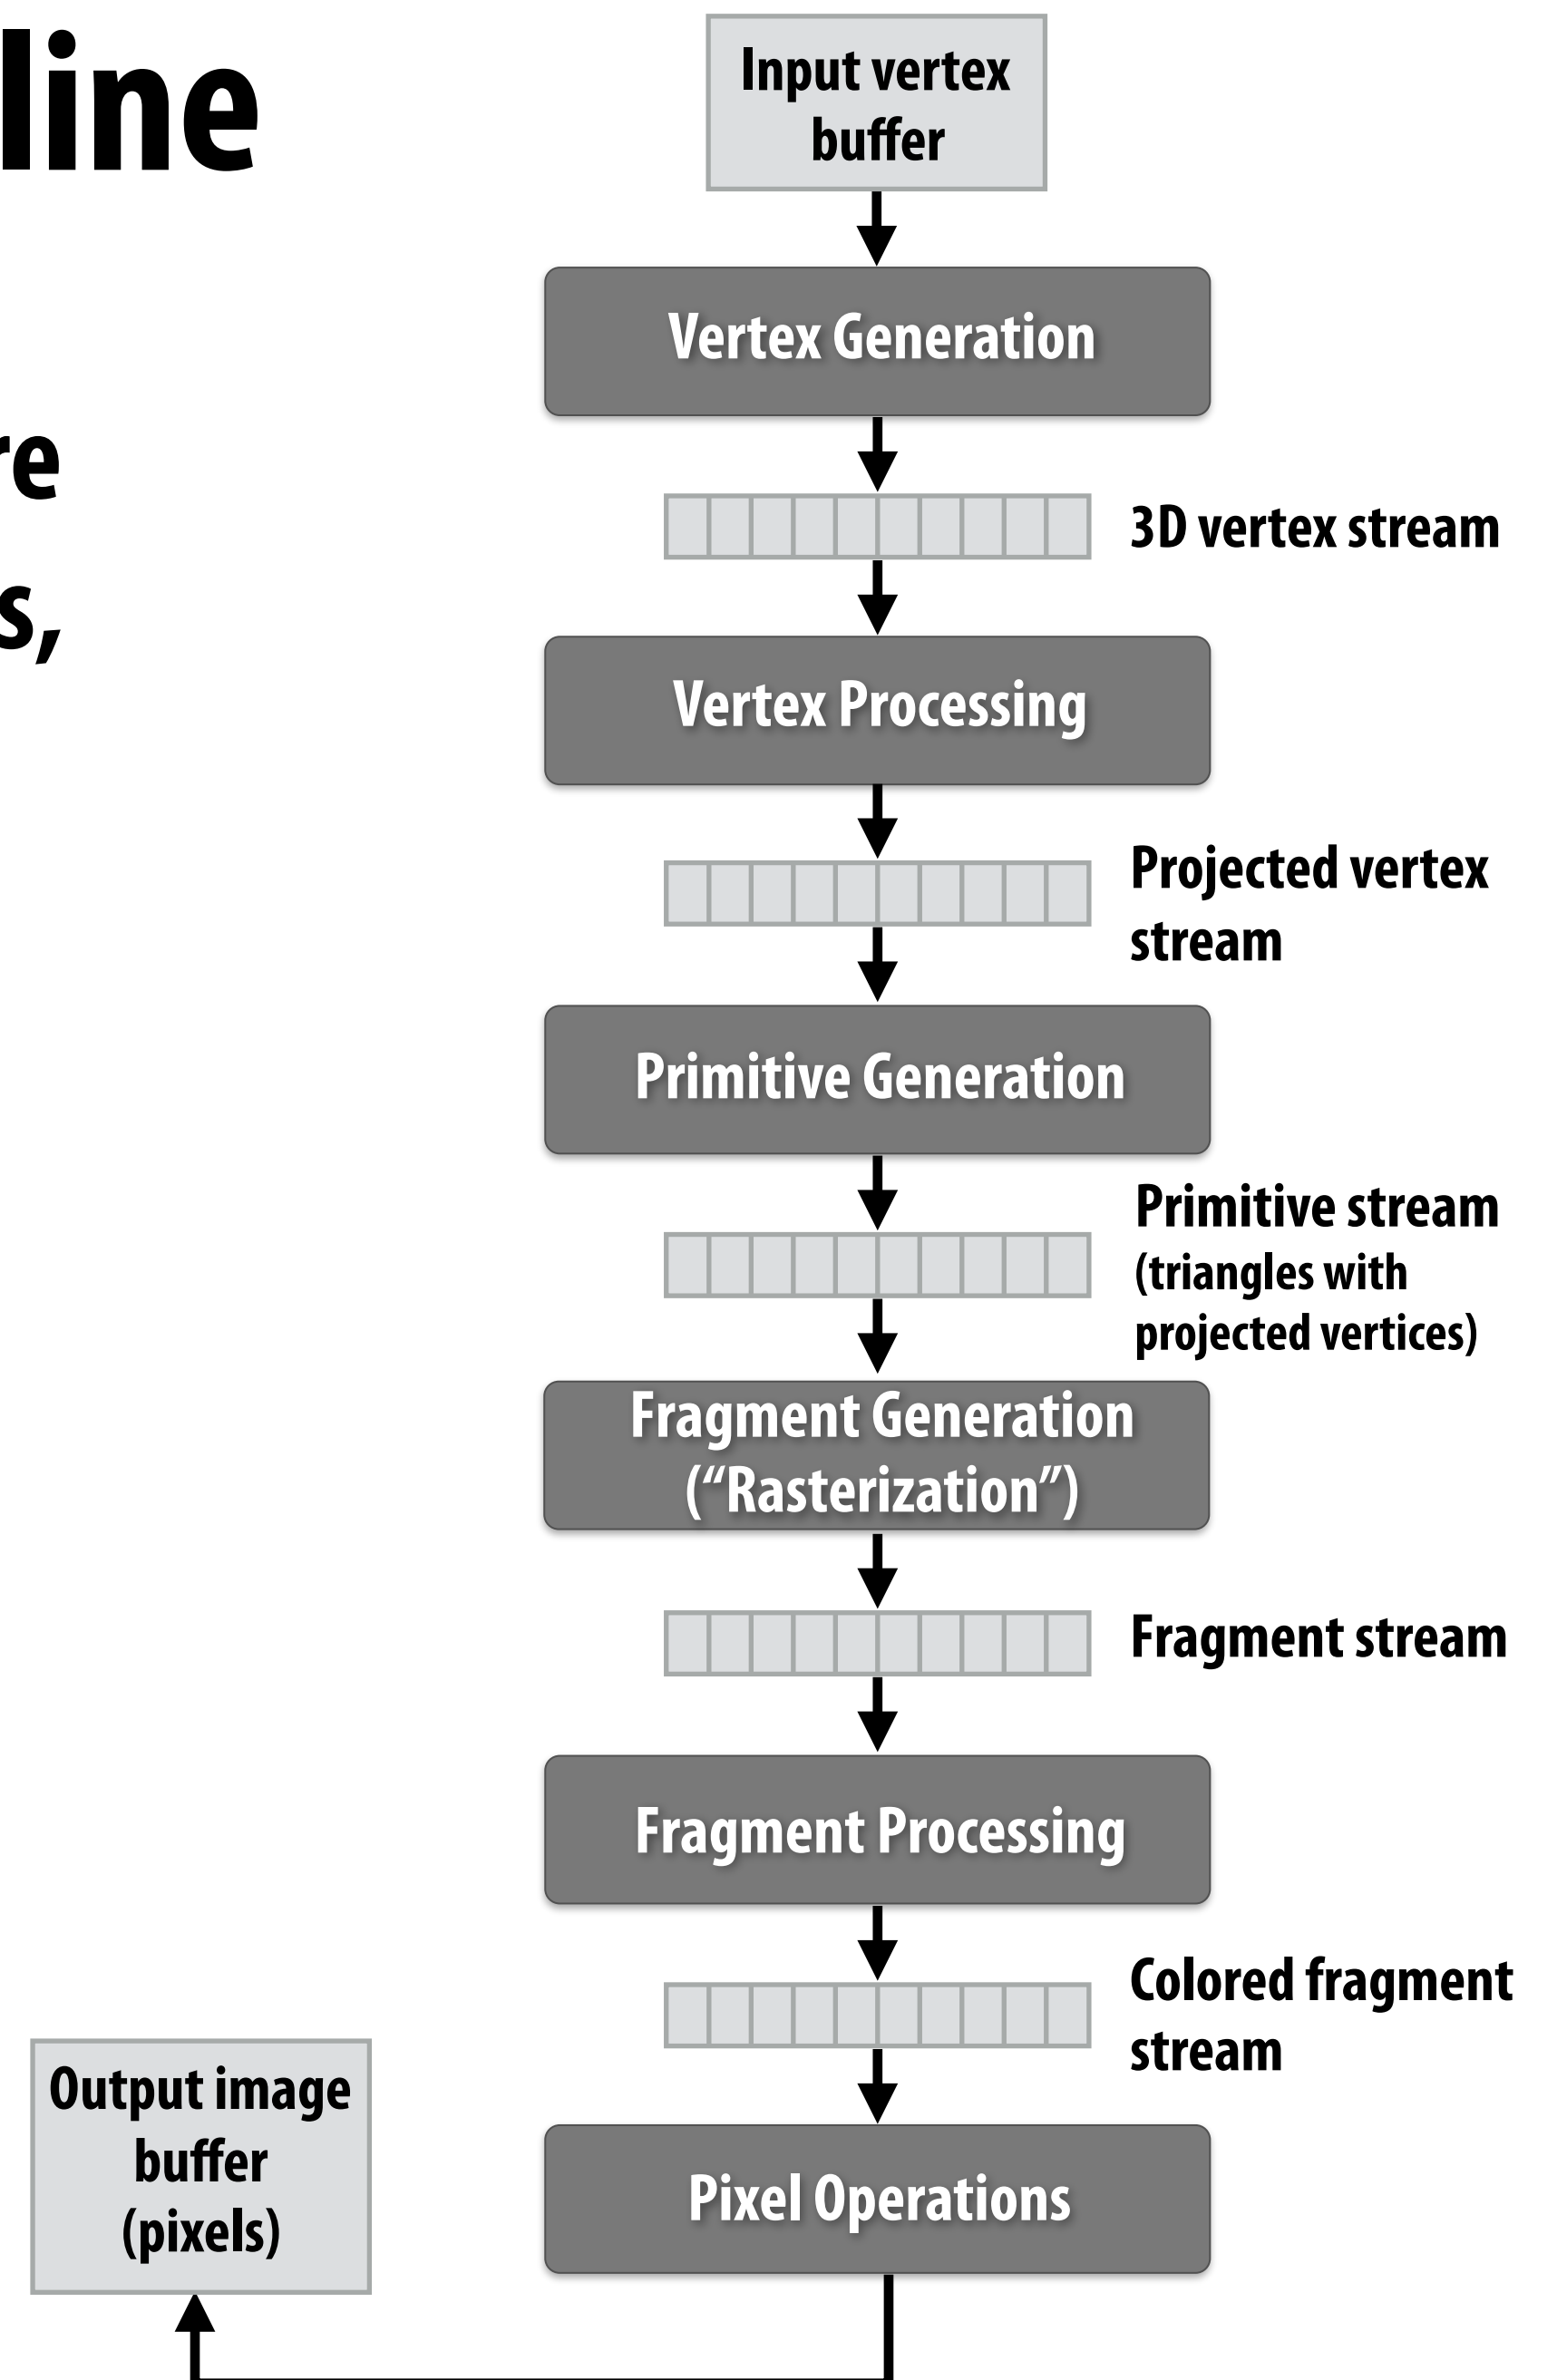 line
re
s,
Input vertex
buffer
Vertex Generation
3D vertex stream
Vertex Processing
Projected vertex
stream
Primitive Generation
Primitive stream
(triangles with
projected vertices)
Fragment Generation
(“Rasterization”)
Fragment stream
Fragment Processing
Colored fragment
stream
Pixel Operations
Output image
buffer
(pixels)